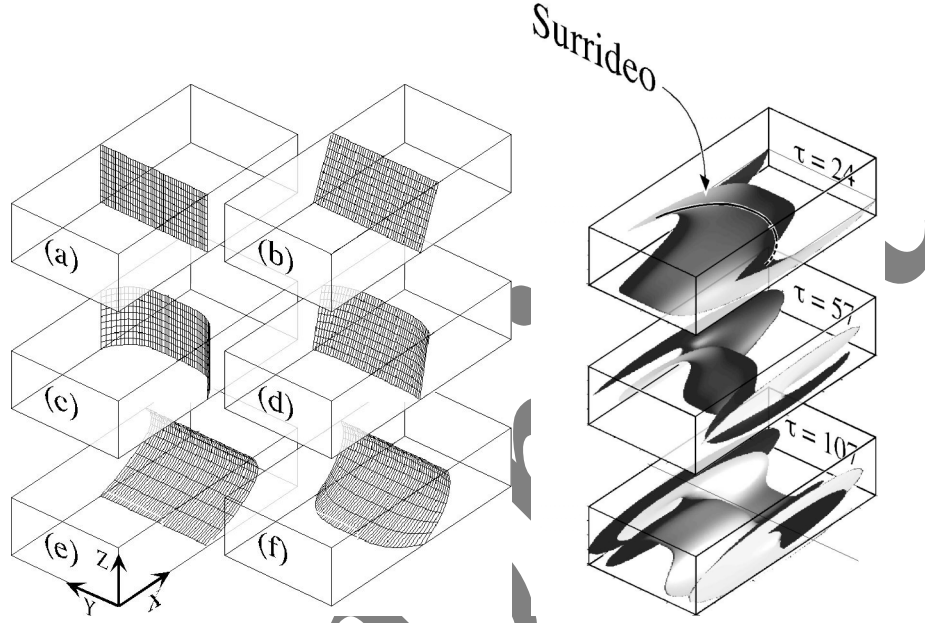 Surrideo
τ = 24
(a) (b)
τ = 57
(c) (d)
τ = 107
(e) (f)
Z
Y X